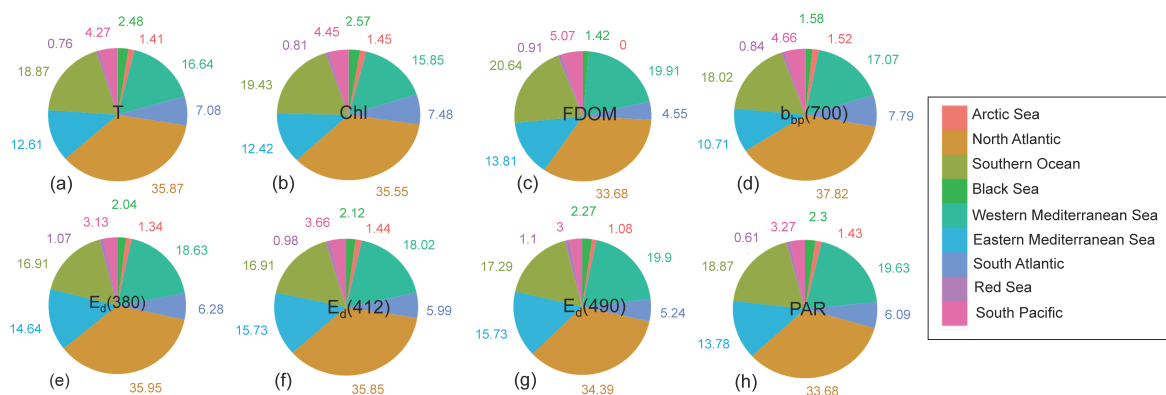 2.48
4.27
1.41
0.76
16.64
18.87
T
7.08
12.61
(a)
35.87
2.57
4.45
1.45
0.81
15.85
19.43
Chl
7.48
12.42
(b)
35.55
1.42
5.07
0
0.91
19.91
20.64
FDOM
4.55
13.81
(c)
33.68
1.58
4.66
1.52
0.84
17.07
18.02
b_bp(700)
7.79
10.71
(d)
37.82
2.04
3.13
1.34
1.07
18.63
16.91
E_d(380)
6.28
14.64
(e)
35.95
2.12
3.66
1.44
0.98
18.02
16.91
E_d(412)
5.99
15.73
(f)
35.85
2.27
3
1.08
1.1
19.9
17.29
E_d(490)
5.24
15.73
(g)
34.39
2.3
3.27
1.43
0.61
19.63
18.87
PAR
6.09
13.78
(h)
33.68
Arctic Sea
North Atlantic
Southern Ocean
Black Sea
Western Mediterranean Sea
Eastern Mediterranean Sea
South Atlantic
Red Sea
South Pacific